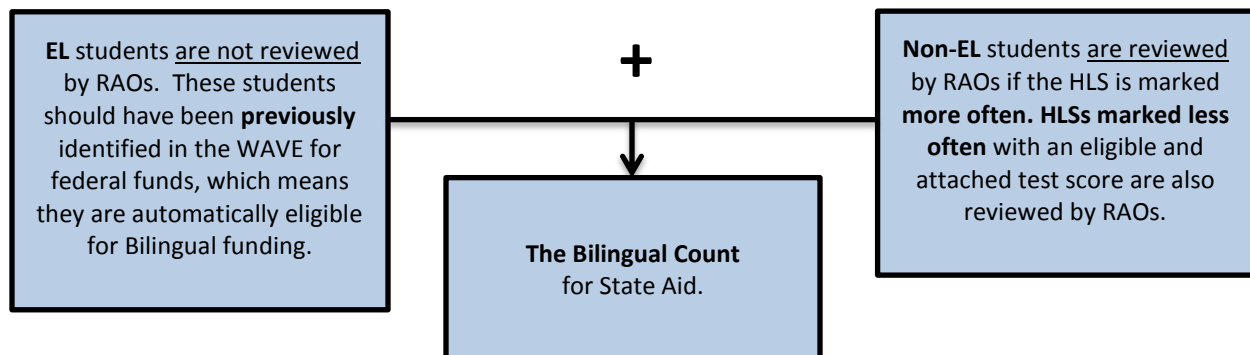 EL students are not reviewed
by RAOs.  These students
should have been previously
identified in the WAVE for
federal funds, which means
they are automatically eligible
for Bilingual funding.
+
Non-EL students are reviewed
by RAOs if the HLS is marked
more often. HLSs marked less
often with an eligible and
attached test score are also
reviewed by RAOs.
The Bilingual Count
for State Aid.